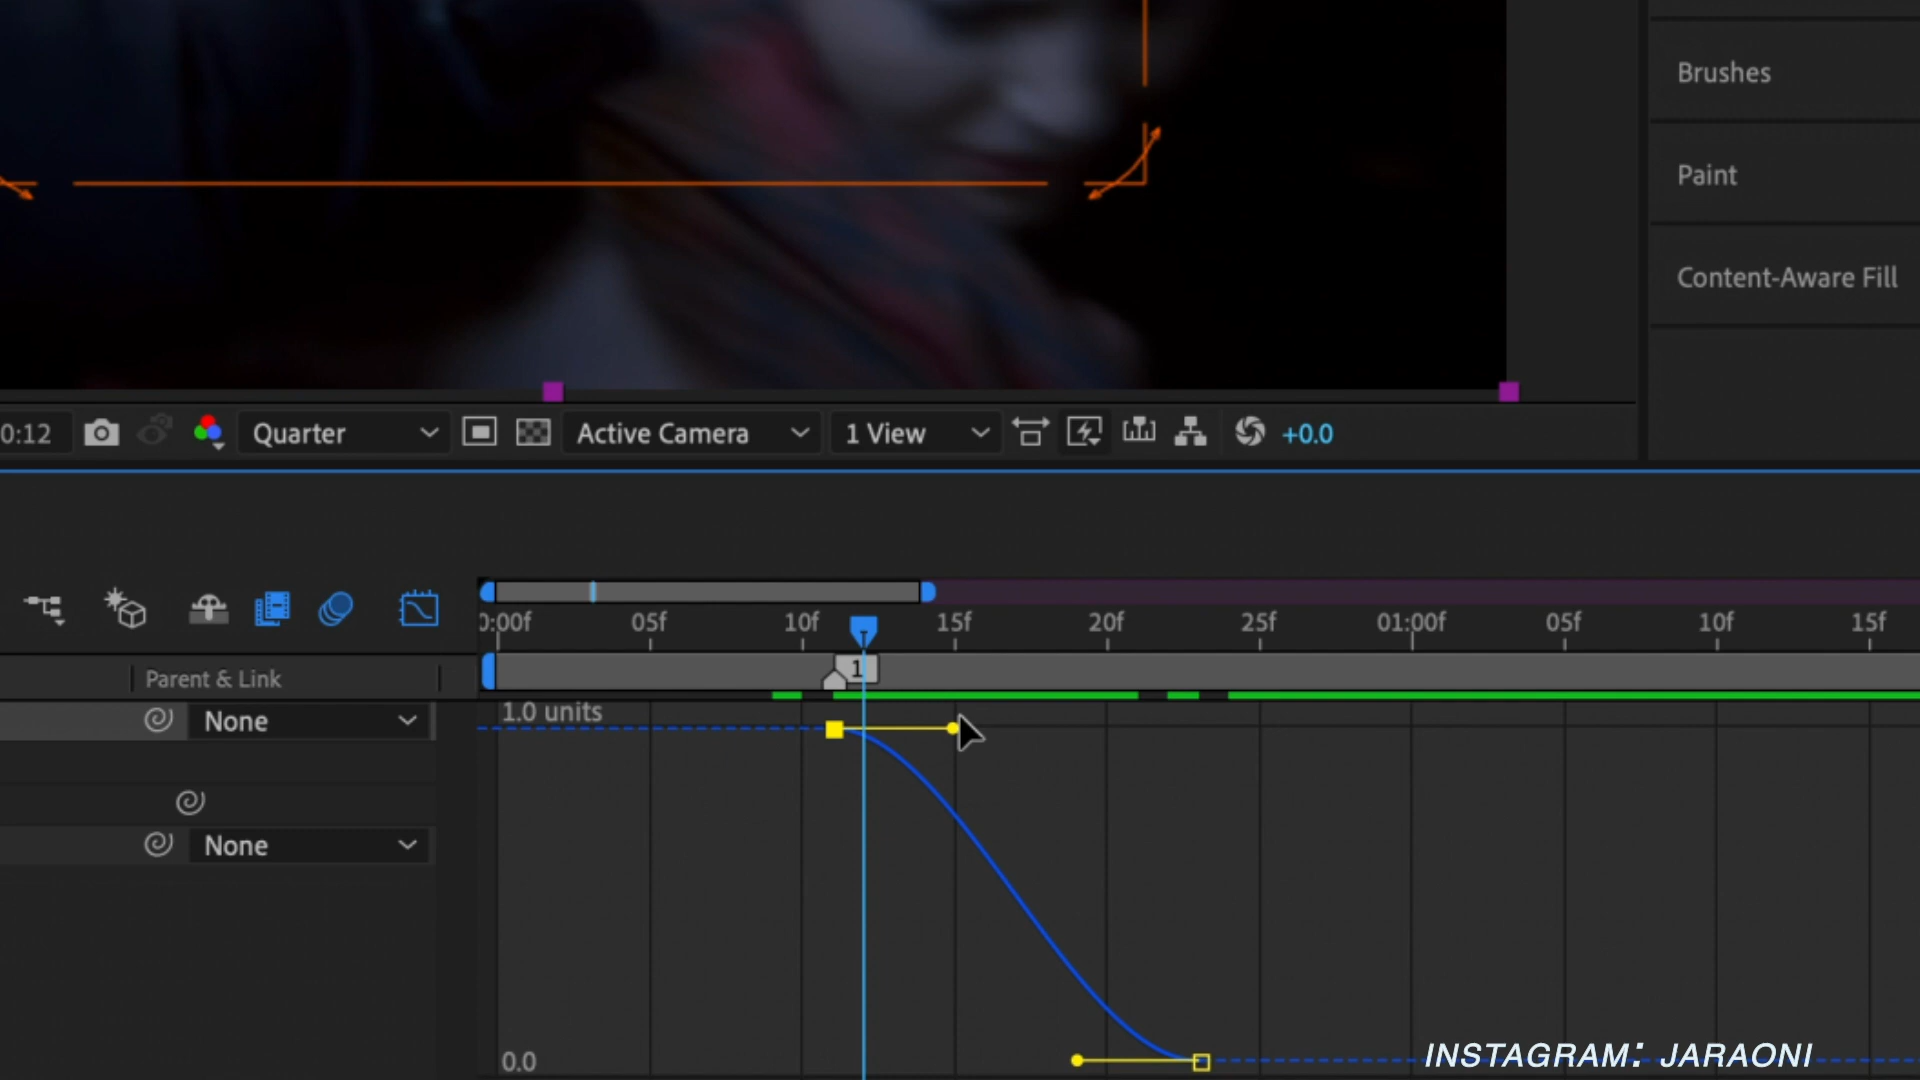 Brushes
Paint
Content-Aware Fill
0:12 Quarter Active Camera 1 View +0.0
0:00f 05f 10f 15f 20f 25f 01:00f 05f 10f 15f
1
Parent & Link
1.0 units
None
None
0.0
INSTAGRAM: JARAONI